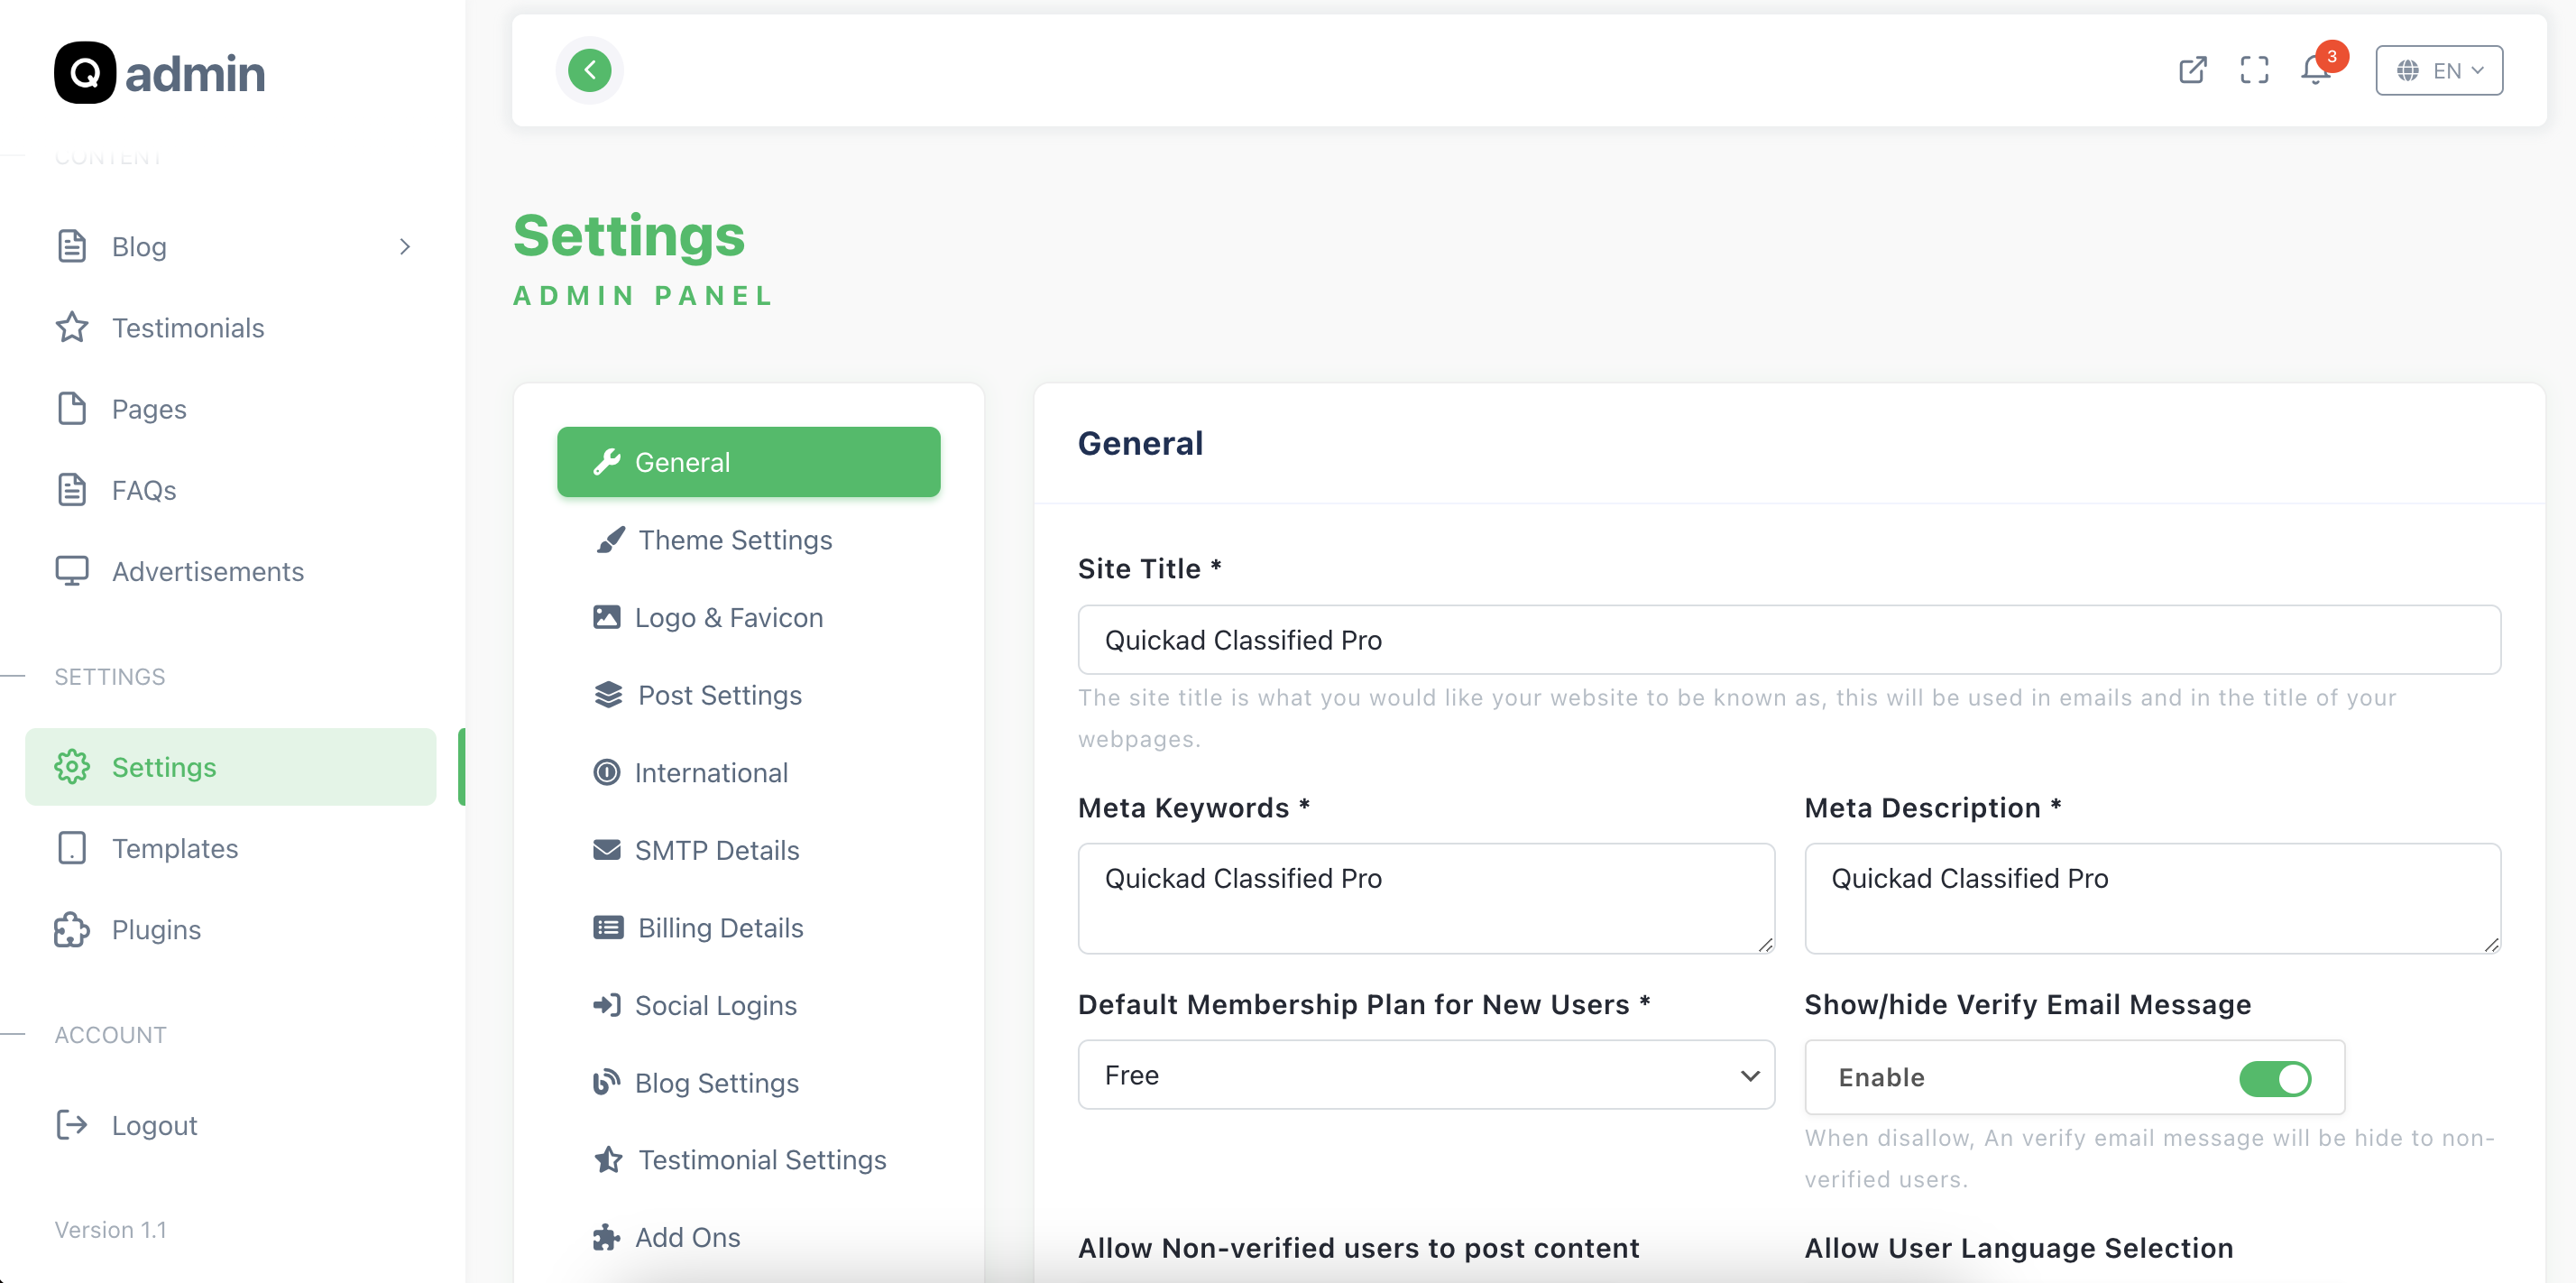 Q admin
CONTENT
Blog
Testimonials
Pages
FAQs
Advertisements
SETTINGS
Settings
Templates
Plugins
ACCOUNT
Logout
Version 1.1
3
EN
Settings
ADMIN PANEL
General
Theme Settings
Logo & Favicon
Post Settings
International
SMTP Details
Billing Details
Social Logins
Blog Settings
Testimonial Settings
Add Ons
General
Site Title *
Quickad Classified Pro
The site title is what you would like your website to be known as, this will be used in emails and in the title of your
webpages.
Meta Keywords *
Quickad Classified Pro
Meta Description *
Quickad Classified Pro
Default Membership Plan for New Users *
Free
Show/hide Verify Email Message
Enable
When disallow, An verify email message will be hide to non-
verified users.
Allow Non-verified users to post content
Allow User Language Selection